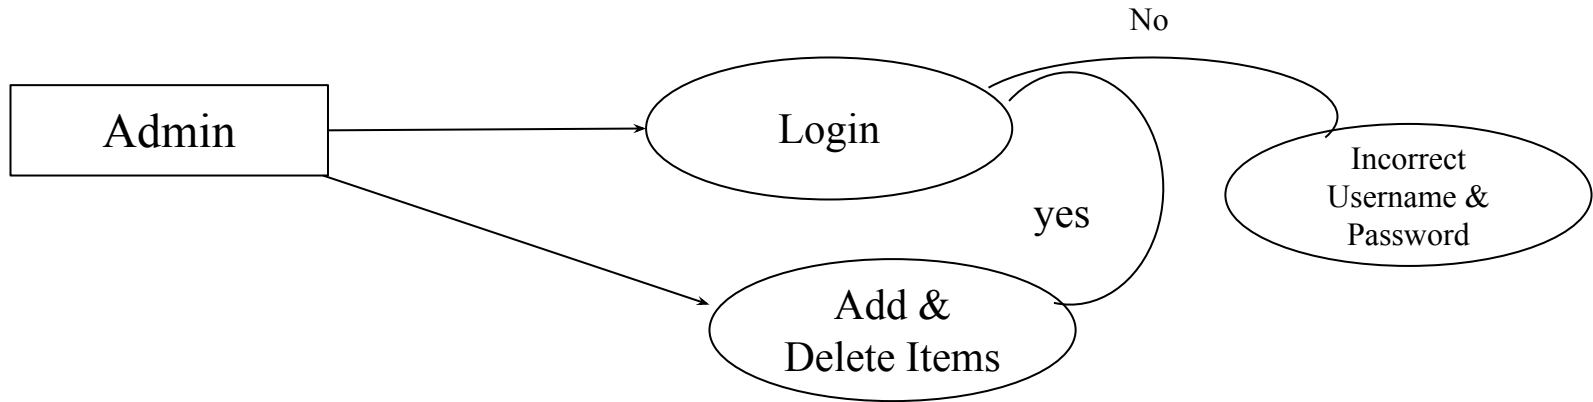 No
Admin
Login
Incorrect
Username &
Password
yes
Add &
Delete Items